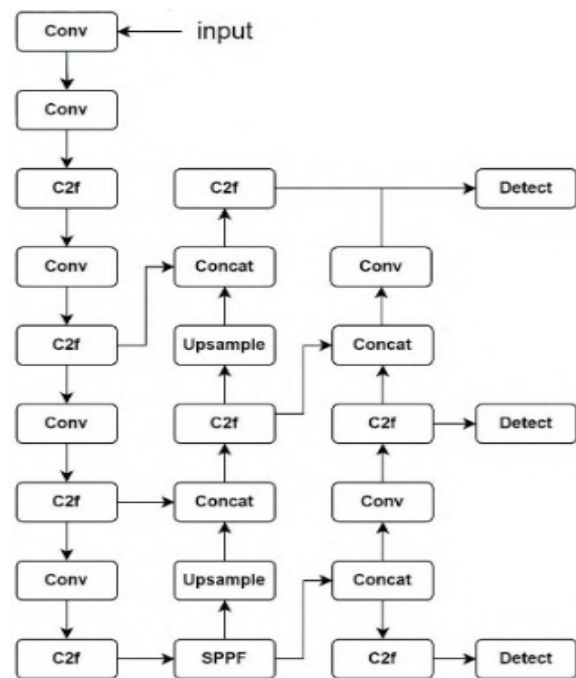 Conv input
Conv
C2f C2f Detect
Conv Concat Conv
C2f Upsample Concat
Conv C2f C2f Detect
C2f Concat Conv
Conv Upsample Concat
C2f SPPF C2f Detect